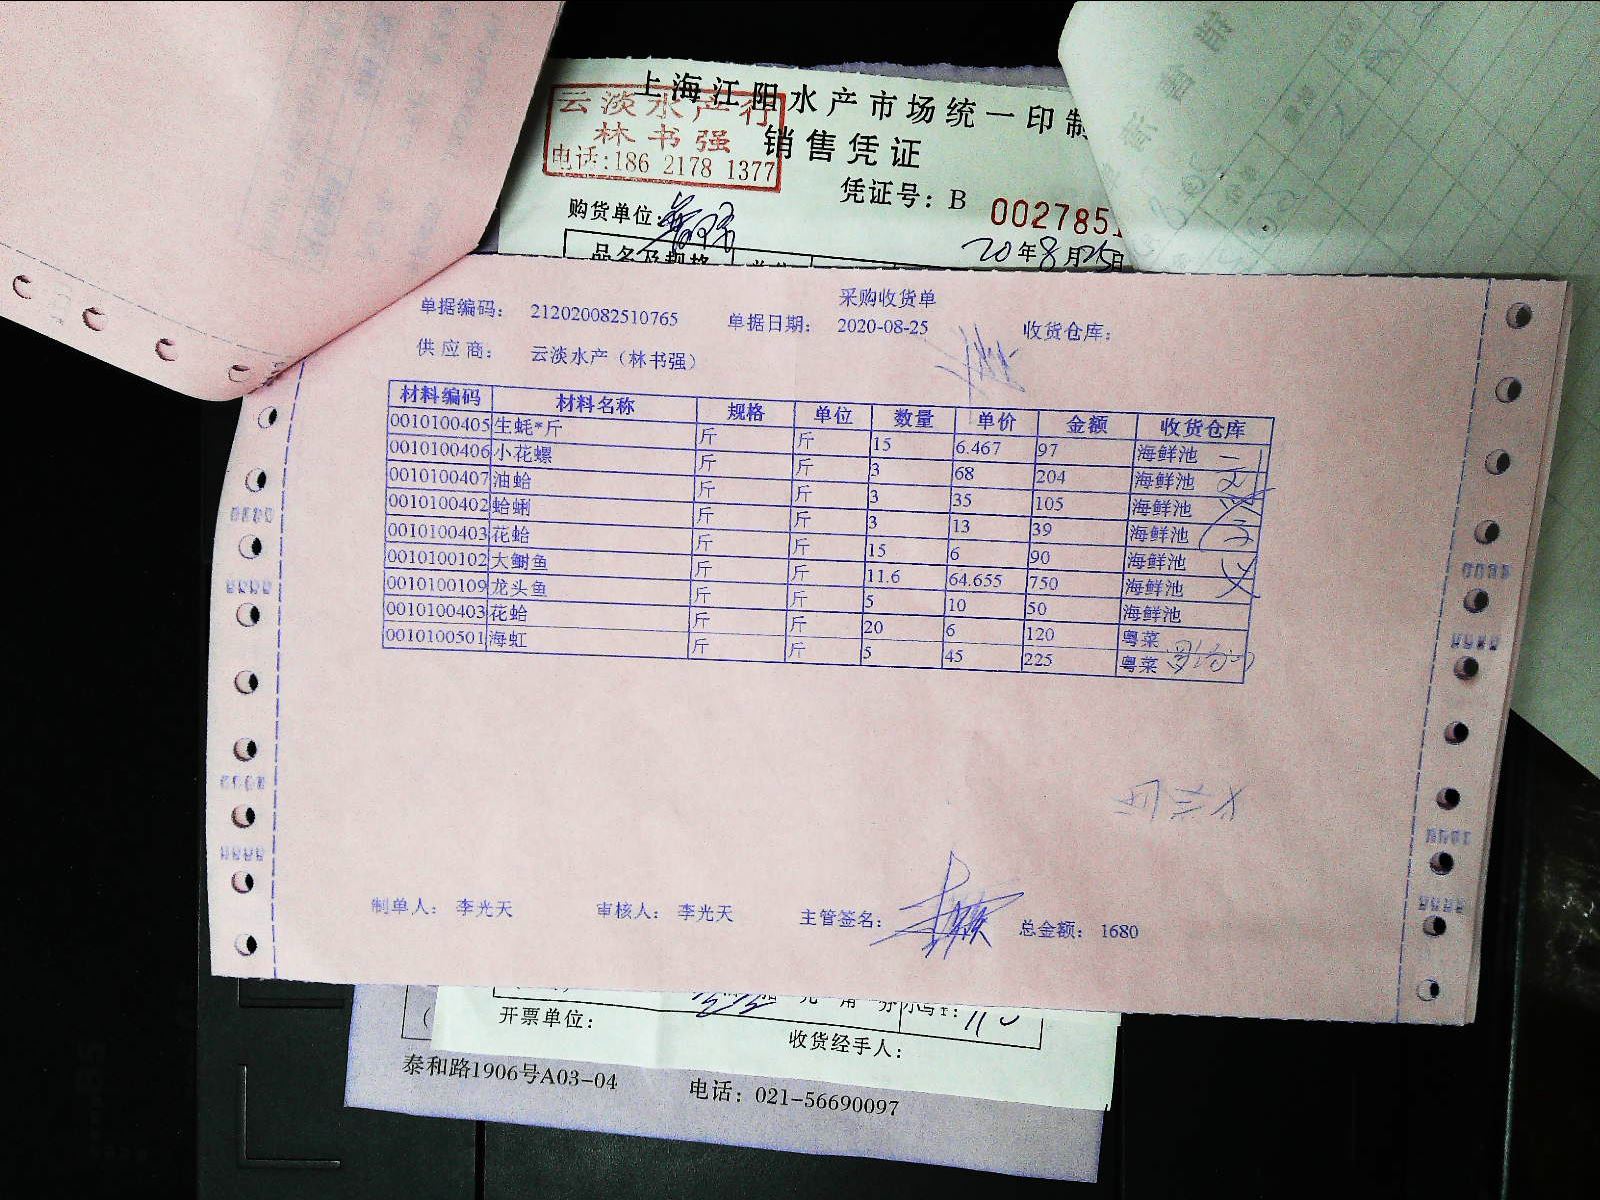 上海江阳水产市场统一印制
云淡水产行
林书强
电话:186 2178 1377
销售凭证
凭证号: B 002785
购货单位:
20年8月25日
品名及规格
采购收货单
单据编码: 212020082510765 单据日期: 2020-08-25 收货仓库:
供应商: 云淡水产（林书强）
材料编码 材料名称 规格 单位 数量 单价 金额 收货仓库
0010100405 生蚝*斤 斤 斤 15 6.467 97 海鲜池
0010100406 小花螺 斤 斤 3 68 204 海鲜池
0010100407 油蛤 斤 斤 3 35 105 海鲜池
0010100402 蛤蜊 斤 斤 3 13 39 海鲜池
0010100403 花蛤 斤 斤 15 6 90 海鲜池
0010100102 大鲥鱼 斤 斤 11.6 64.655 750 海鲜池
0010100109 龙头鱼 斤 斤 5 10 50 海鲜池
0010100403 花蛤 斤 斤 20 6 120 粤菜
0010100501 海虹 斤 斤 5 45 225 粤菜
制单人: 李光天 审核人: 李光天 主管签名: 总金额: 1680
开票单位: 收货经手人:
泰和路1906号A03-04 电话: 021-56690097